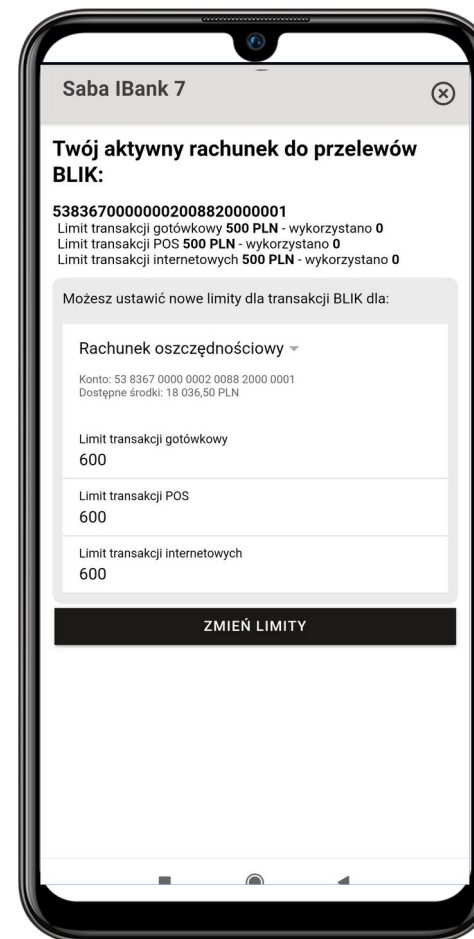 Saba IBank 7
Twój aktywny rachunek do przelewów
BLIK:
53836700000002008820000001
Limit transakcji gotówkowy 500 PLN - wykorzystano 0
Limit transakcji POS 500 PLN - wykorzystano 0
Limit transakcji internetowych 500 PLN - wykorzystano 0
Możesz ustawić nowe limity dla transakcji BLIK dla:
Rachunek oszczędnościowy
Konto: 53 8367 0000 0002 0088 2000 0001
Dostępne środki: 18 036,50 PLN
Limit transakcji gotówkowy
600
Limit transakcji POS
600
Limit transakcji internetowych
600
ZMIEŃ LIMITY